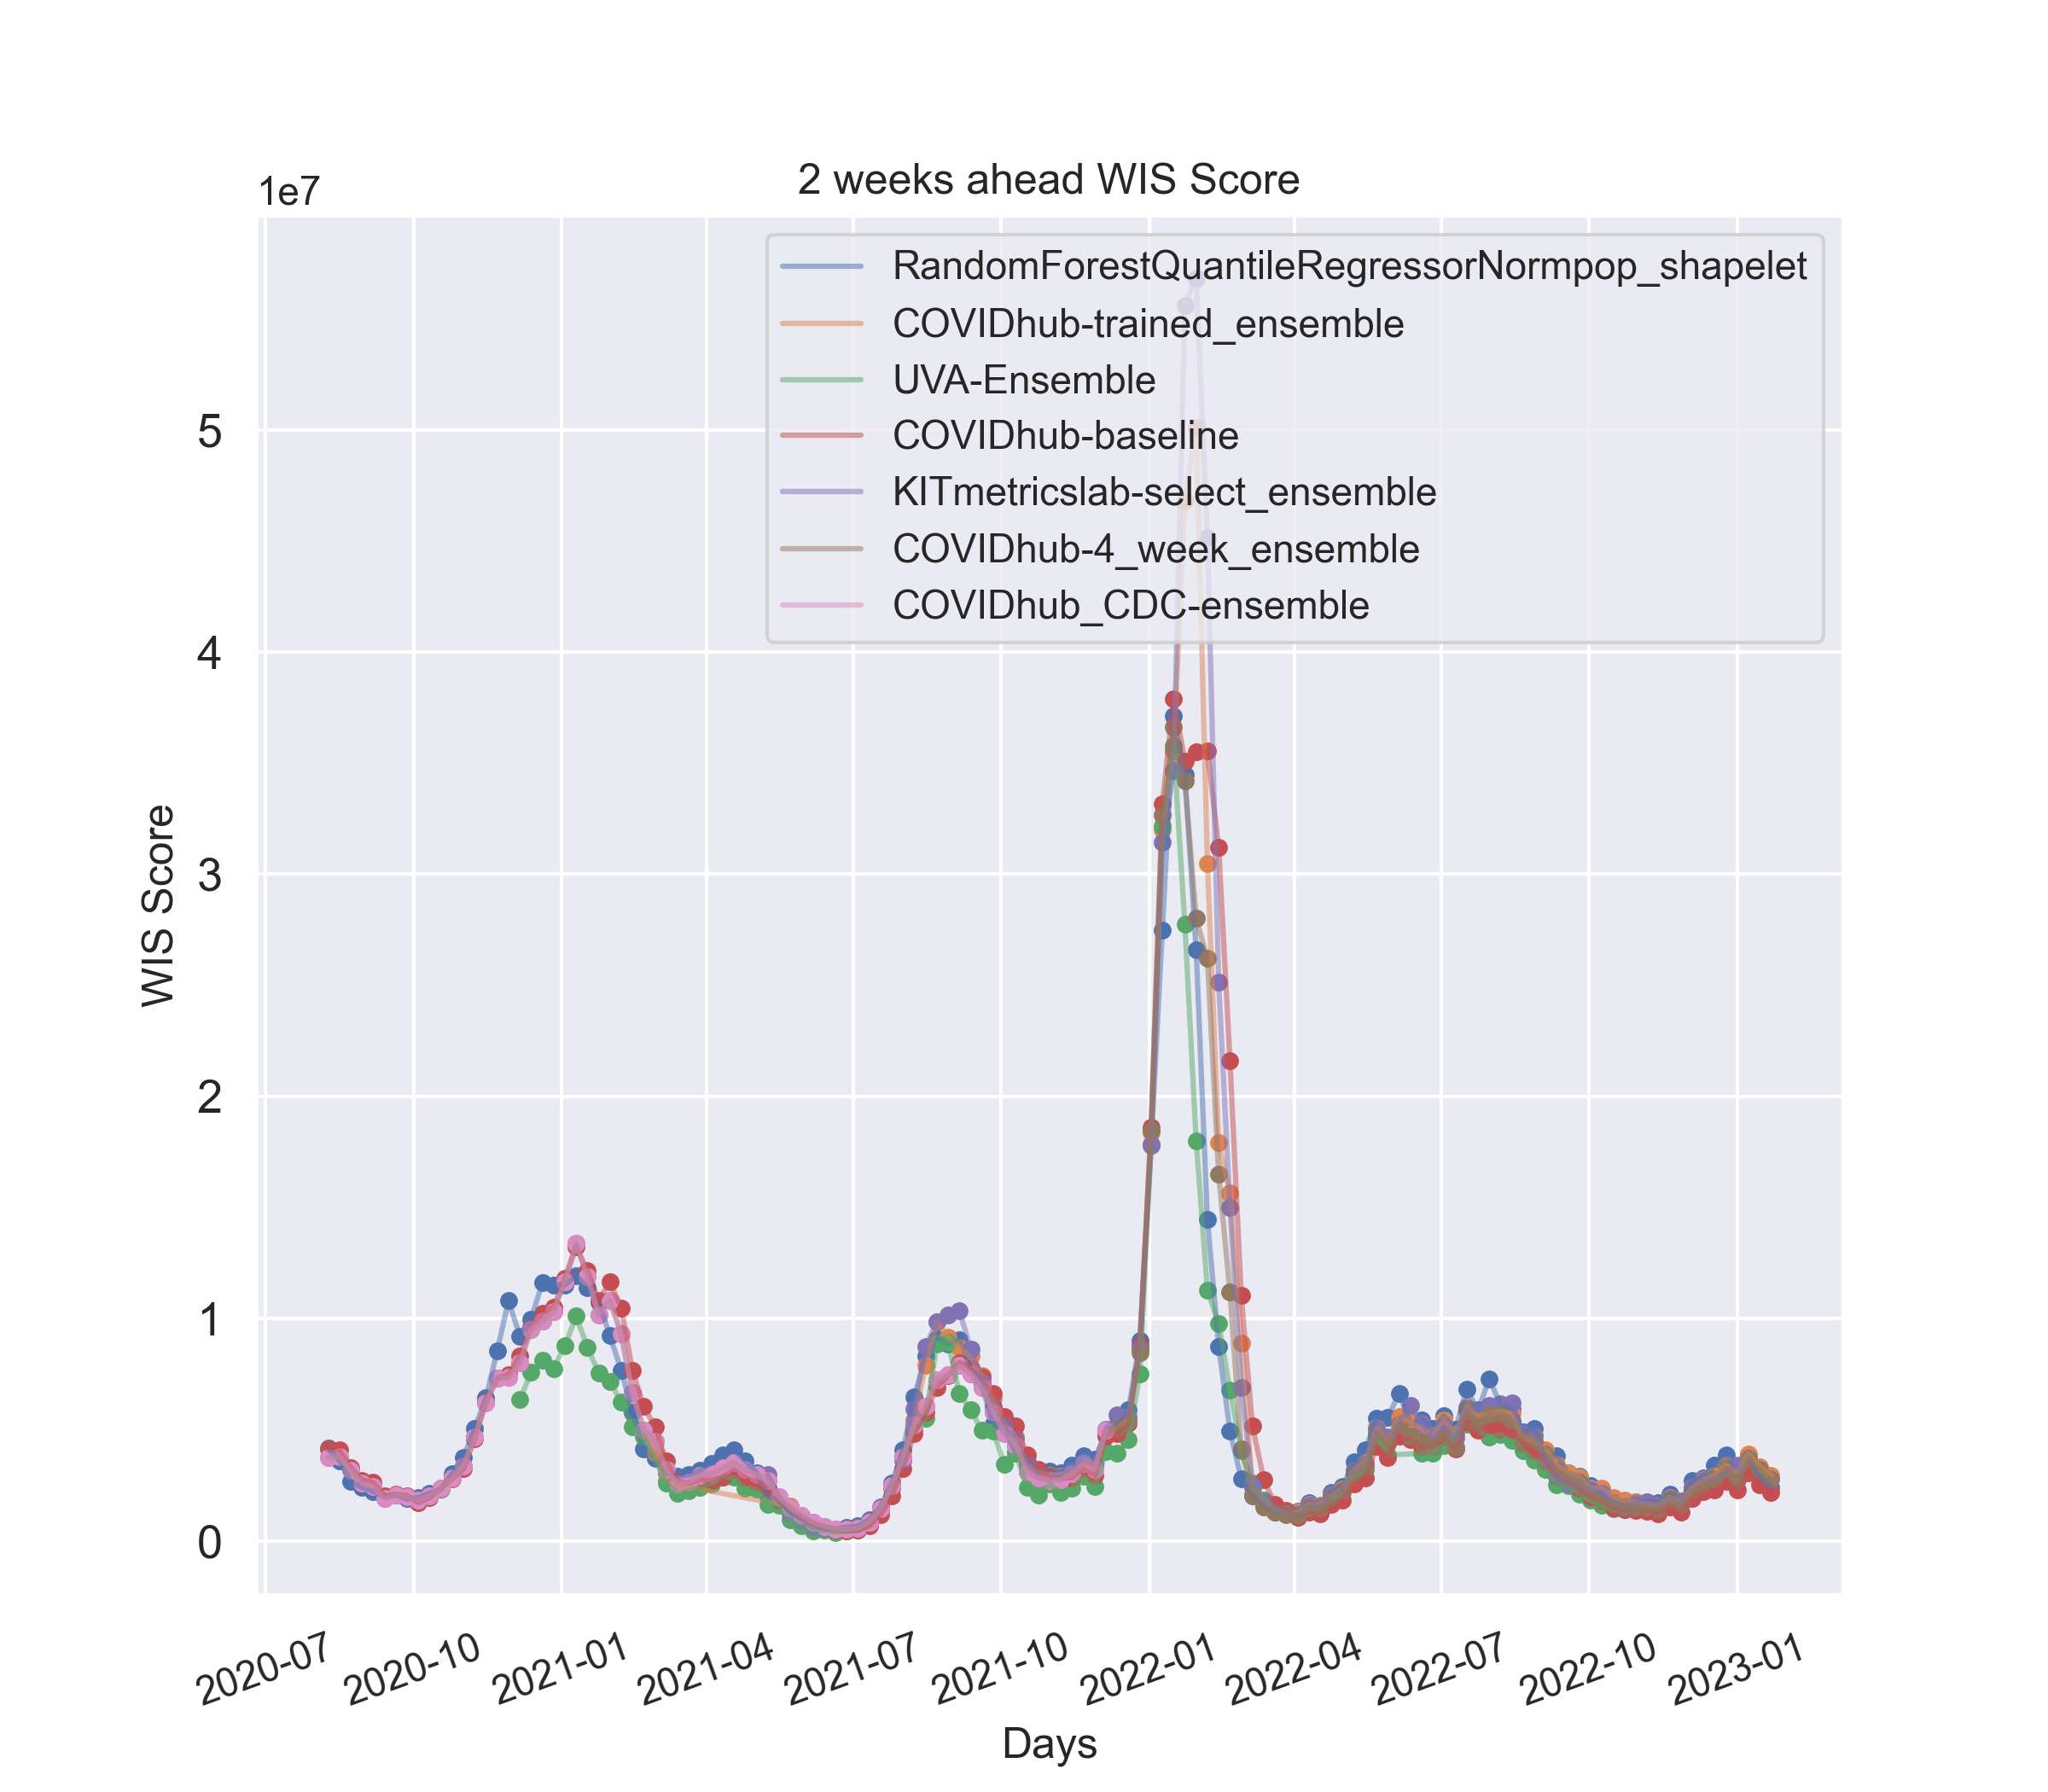 2 weeks ahead WIS Score
1e7
RandomForestQuantileRegressorNormpop_shapelet
COVIDhub-trained_ensemble
UVA-Ensemble
COVIDhub-baseline
KITmetricslab-select_ensemble
COVIDhub-4_week_ensemble
COVIDhub_CDC-ensemble
5
4
3
2
1
0
WIS Score
2020-07 2020-10 2021-01 2021-04 2021-07 2021-10 2022-01 2022-04 2022-07 2022-10 2023-01
Days